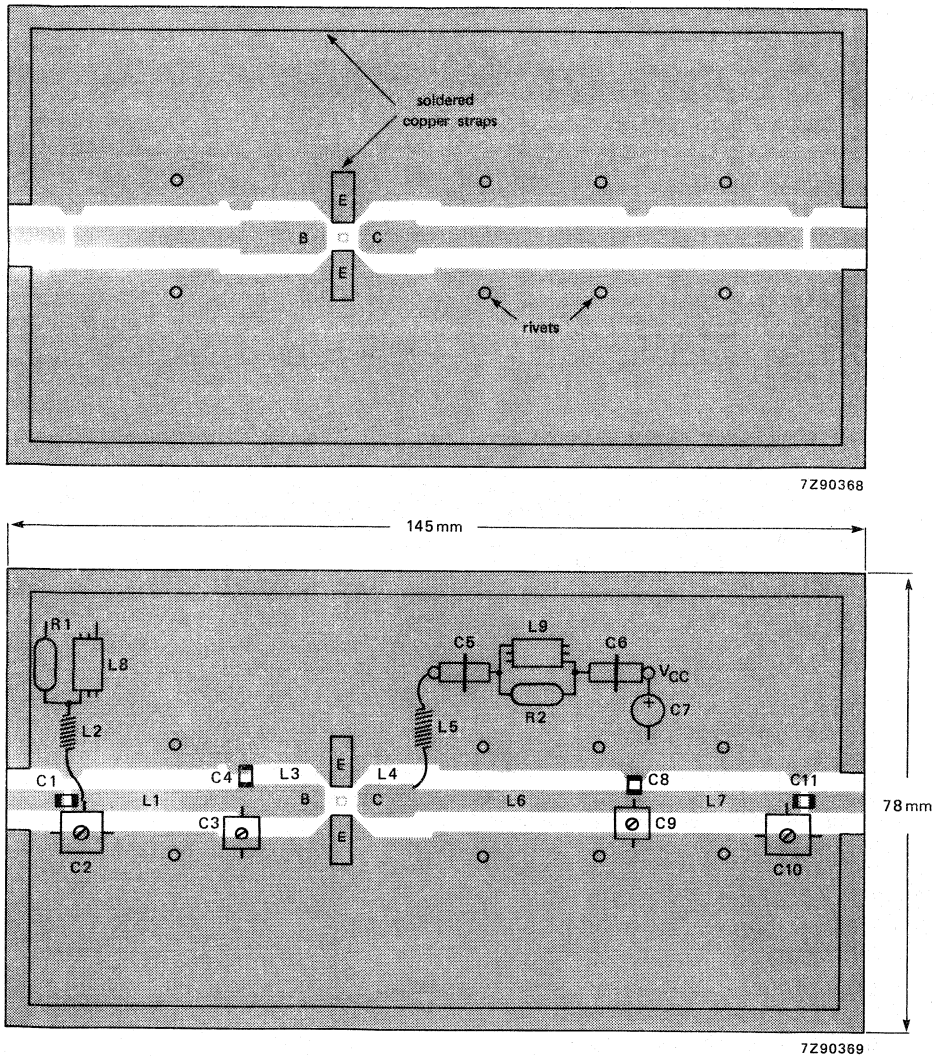 soldered
copper straps
E
B
C
E
rivets
7Z90368
145 mm
R1
L8
L2
C5
L9
C6
VCC
R2
C7
L5
C1
L1
C4
L3
E
L4
B
C
L6
C8
C11
L7
C2
C3
E
C9
C10
78 mm
7Z90369